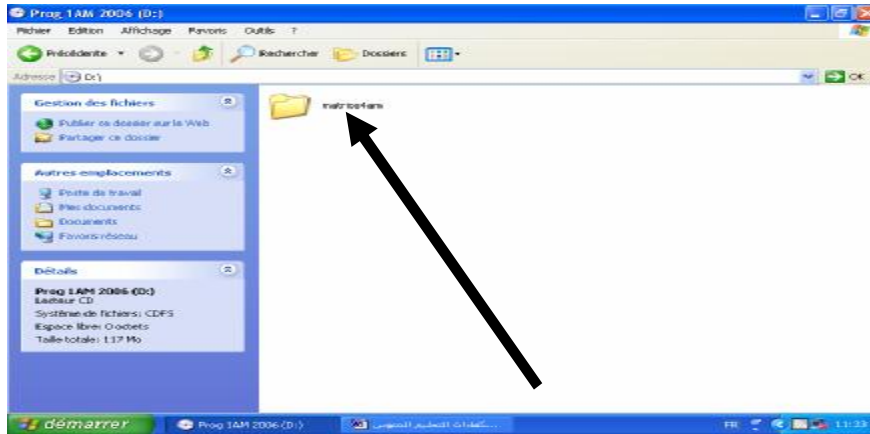 Prog 1AM 2006 (D:)
Fichier Edition Affichage Favoris Outils ?
Précédente Rechercher Dossiers
Adresse D:\ OK
Gestion des fichiers
Publier ce dossier sur le Web
Partager ce dossier
Autres emplacements
Poste de travail
Mes documents
Documents
Favoris réseau
Détails
Prog 1AM 2006 (D:)
Lecteur CD
Système de fichiers: CDFS
Espace libre: 0 octets
Taille totale: 117 Mo
démarrer Prog 1AM 2006 (D:) FR 11:33